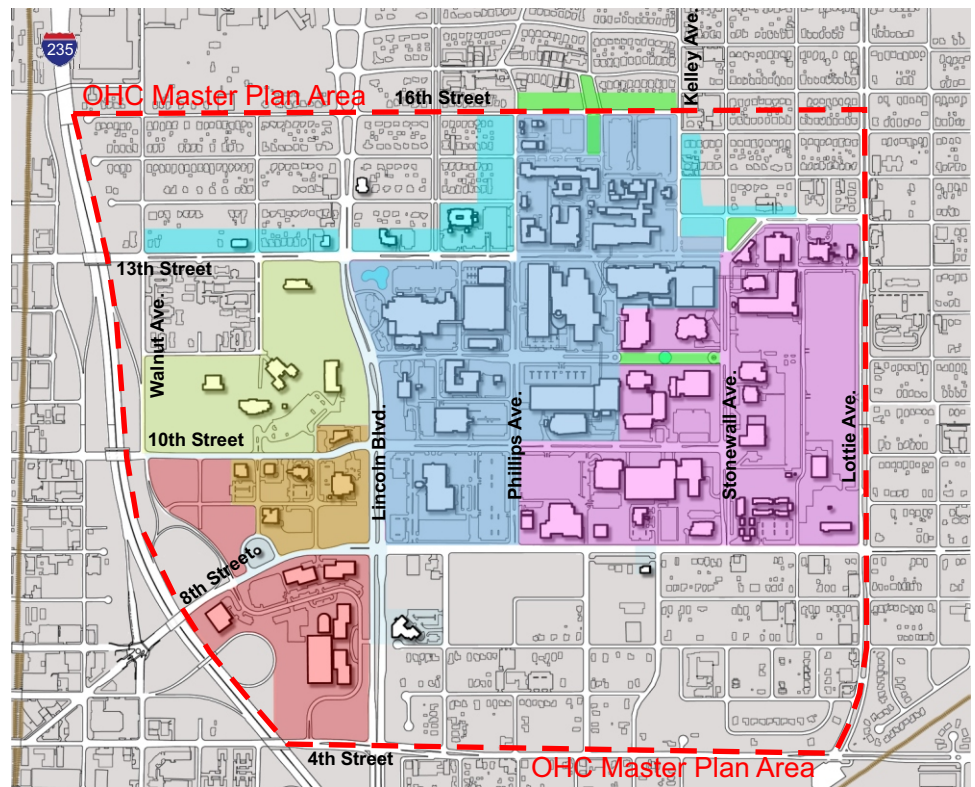 235
OHC Master Plan Area
16th Street
Kelley Ave.
13th Street
Walnut Ave.
10th Street
Lincoln Blvd.
Phillips Ave.
Stonewall Ave.
Lottie Ave.
8th Street
4th Street
OHC Master Plan Area